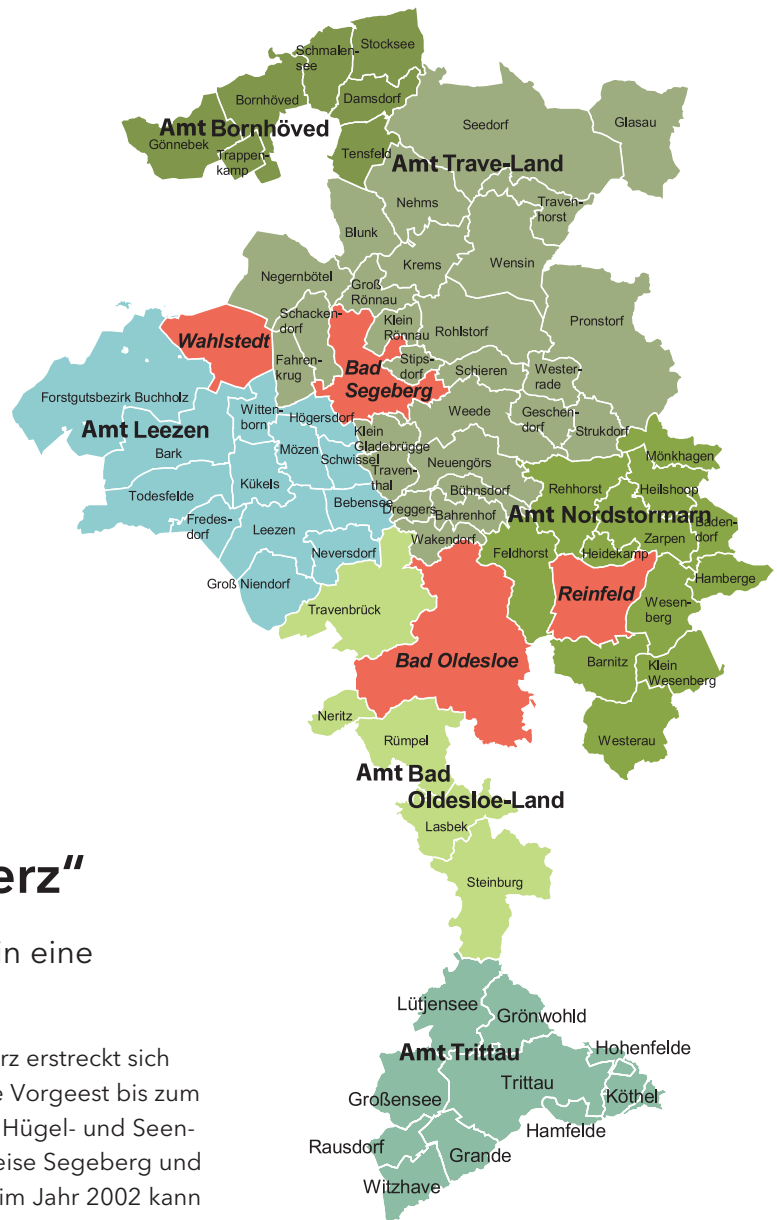 Stocksee
Schmalen-
see
Bornhöved
Damsdorf
Amt Bornhöved
Gönnebek
Trappen-
kamp
Tensfeld
Seedorf
Glasau
Amt Trave-Land
Nehms
Traven-
horst
Blunk
Krems
Wensin
Negernbötel
Groß
Rönnau
Schacken-
dorf
Klein
Rönnau
Rohlstorf
Pronstorf
Wahlstedt
Fahren-
krug
Bad
Segeberg
Stips-
dorf
Schieren
Wester-
rade
Forstgutsbezirk Buchholz
Witten-
born
Högersdorf
Weede
Geschen-
dorf
Strukdorf
Amt Leezen
Klein
Gladebrügge
Bark
Mözen
Schwissel
Traven-
thal
Neuengörs
Mönkhagen
Todesfelde
Kükels
Bebensee
Bühnsdorf
Rehhorst
Heilshoop
Fredes-
dorf
Leezen
Dreggers
Bahrenhof
Amt Nordstormarn
Baden-
dorf
Zarpen
Neversdorf
Wakendorf
Feldhorst
Heidekamp
Hamberge
Groß Niendorf
Travenbrück
Reinfeld
Wesen-
berg
Bad Oldesloe
Barnitz
Klein
Wesenberg
Neritz
Rümpel
Westerau
Amt Bad
Oldesloe-Land
Lasbek
Steinburg
erz“
in eine
Lütjensee
Grönwohld
Amt Trittau
Hohenfelde
Trittau
Köthel
Großensee
Hamfelde
Rausdorf
Grande
Witzhave
rz erstreckt sich
e Vorgeest bis zum
Hügel- und Seen-
eise Segeberg und
im Jahr 2002 kann